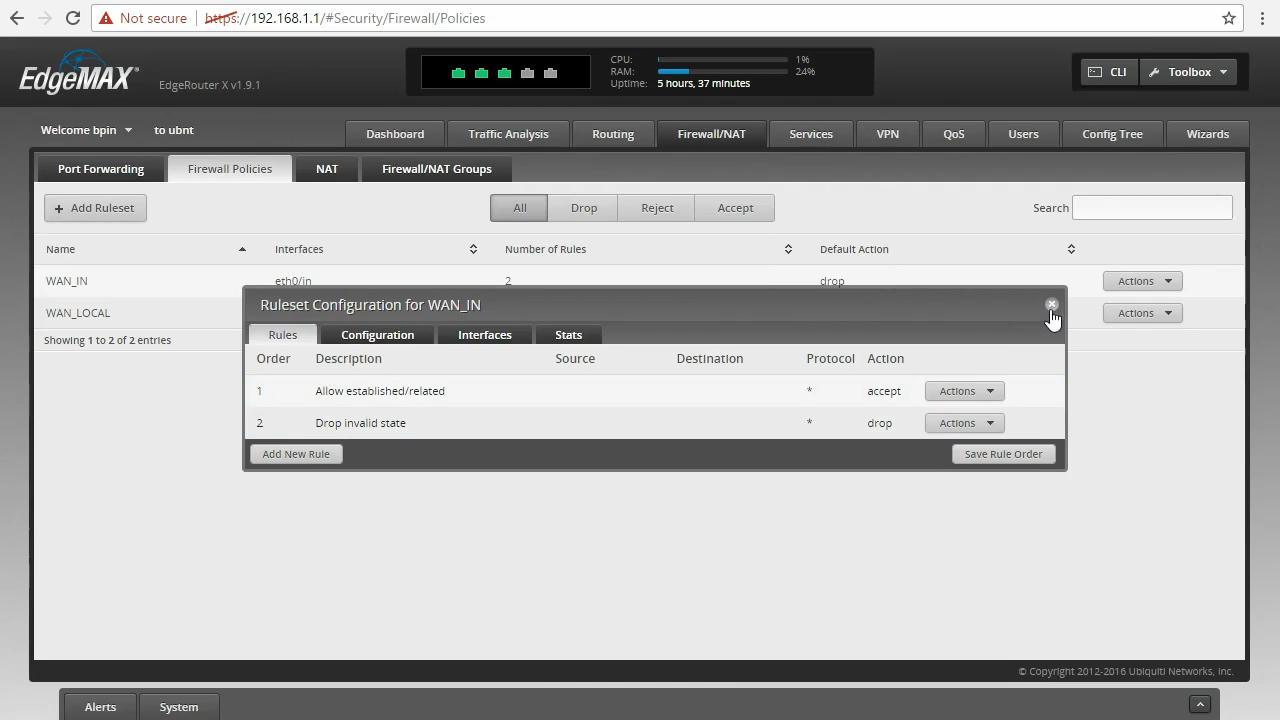 Not secure https://192.168.1.1/#Security/Firewall/Policies
EdgeMAX
EdgeRouter X v1.9.1
CPU: 1%
RAM: 24%
Uptime: 5 hours, 37 minutes
CLI Toolbox
Welcome bpin to ubnt
Dashboard Traffic Analysis Routing Firewall/NAT Services VPN QoS Users Config Tree Wizards
Port Forwarding Firewall Policies NAT Firewall/NAT Groups
+ Add Ruleset All Drop Reject Accept Search
Name Interfaces Number of Rules Default Action
WAN_IN eth0/in 2 drop Actions
WAN_LOCAL Actions
Showing 1 to 2 of 2 entries
Ruleset Configuration for WAN_IN
Rules Configuration Interfaces Stats
Order Description Source Destination Protocol Action
1 Allow established/related * accept Actions
2 Drop invalid state * drop Actions
Add New Rule Save Rule Order
© Copyright 2012-2016 Ubiquiti Networks, Inc.
Alerts System